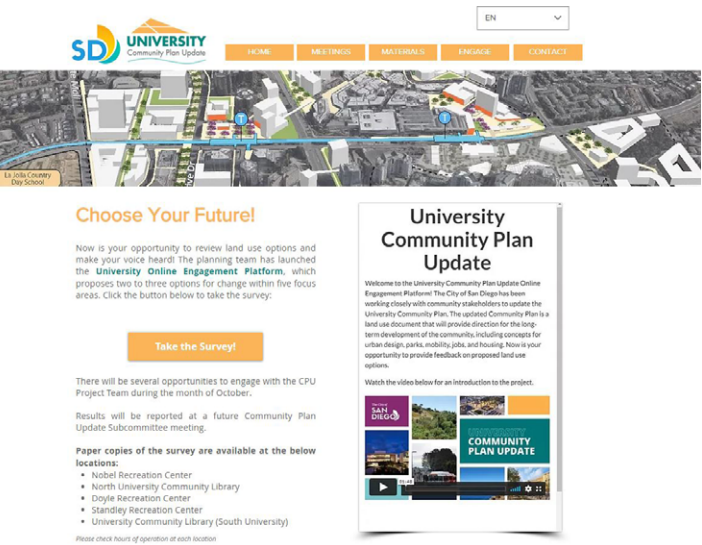 EN
SD UNIVERSITY
Community Plan Update
HOME MEETINGS MATERIALS ENGAGE CONTACT
T T
La Jolla Country
Day School
Choose Your Future!
Now is your opportunity to review land use options and
make your voice heard! The planning team has launched
the University Online Engagement Platform, which
proposes two to three options for change within five focus
areas. Click the button below to take the survey:
Take the Survey!
There will be several opportunities to engage with the CPU
Project Team during the month of October.
Results will be reported at a future Community Plan
Update Subcommittee meeting.
Paper copies of the survey are available at the below
locations:
• Nobel Recreation Center
• North University Community Library
• Doyle Recreation Center
• Standley Recreation Center
• University Community Library (South University)
Please check hours of operation at each location
University
Community Plan
Update
Welcome to the University Community Plan Update Online
Engagement Platform! The City of San Diego has been
working closely with community stakeholders to update the
University Community Plan. The updated Community Plan is a
land use document that will provide direction for the long-
term development of the community, including concepts for
urban design, parks, mobility, jobs, and housing. Now is your
opportunity to provide feedback on proposed land use
options.
Watch the video below for an introduction to the project.
The City of
SAN
DIEGO
UNIVERSITY
COMMUNITY
PLAN UPDATE